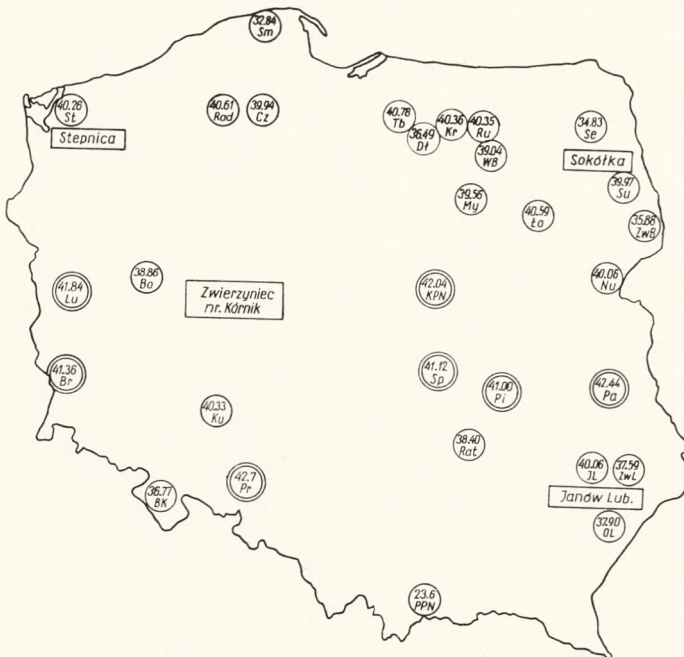 32.84
Sm
40.26
St
Stepnica
40.61
Rod
39.94
Cz
40.78
Tb
36.49
Dł
40.36
Kr
40.35
Ru
39.04
WB
34.83
Se
Sokółka
39.97
Su
39.56
My
40.59
Ło
35.88
ZwB
41.84
Lu
38.86
Bo
Zwierzyniec
nr. Kórnik
42.04
KPN
40.06
Nu
41.36
Br
41.12
Sp
41.00
Pi
42.44
Pa
40.33
Ku
38.40
Rat
42.7
Pr
36.77
BK
40.06
JL
37.59
ZwL
Janów Lub.
37.90
OL
23.6
PPN